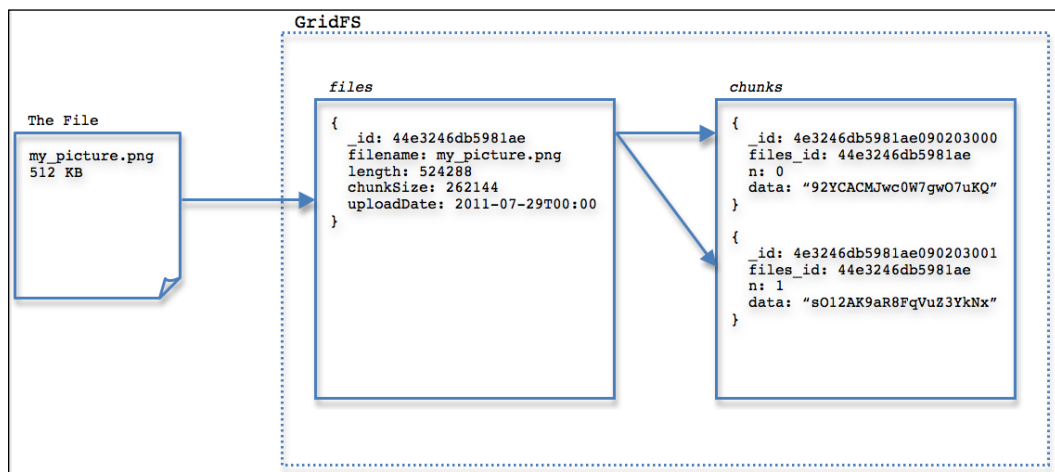 GridFS
The File
my_picture.png
512 KB
files
{
_id: 44e3246db5981ae
filename: my_picture.png
length: 524288
chunkSize: 262144
uploadDate: 2011-07-29T00:00
}
chunks
{
_id: 4e3246db5981ae090203000
files_id: 44e3246db5981ae
n: 0
data: “92YCACMJwc0W7gwO7uKQ”
}
{
_id: 4e3246db5981ae090203001
files_id: 44e3246db5981ae
n: 1
data: “sO12AK9aR8FqVuZ3YkNx”
}